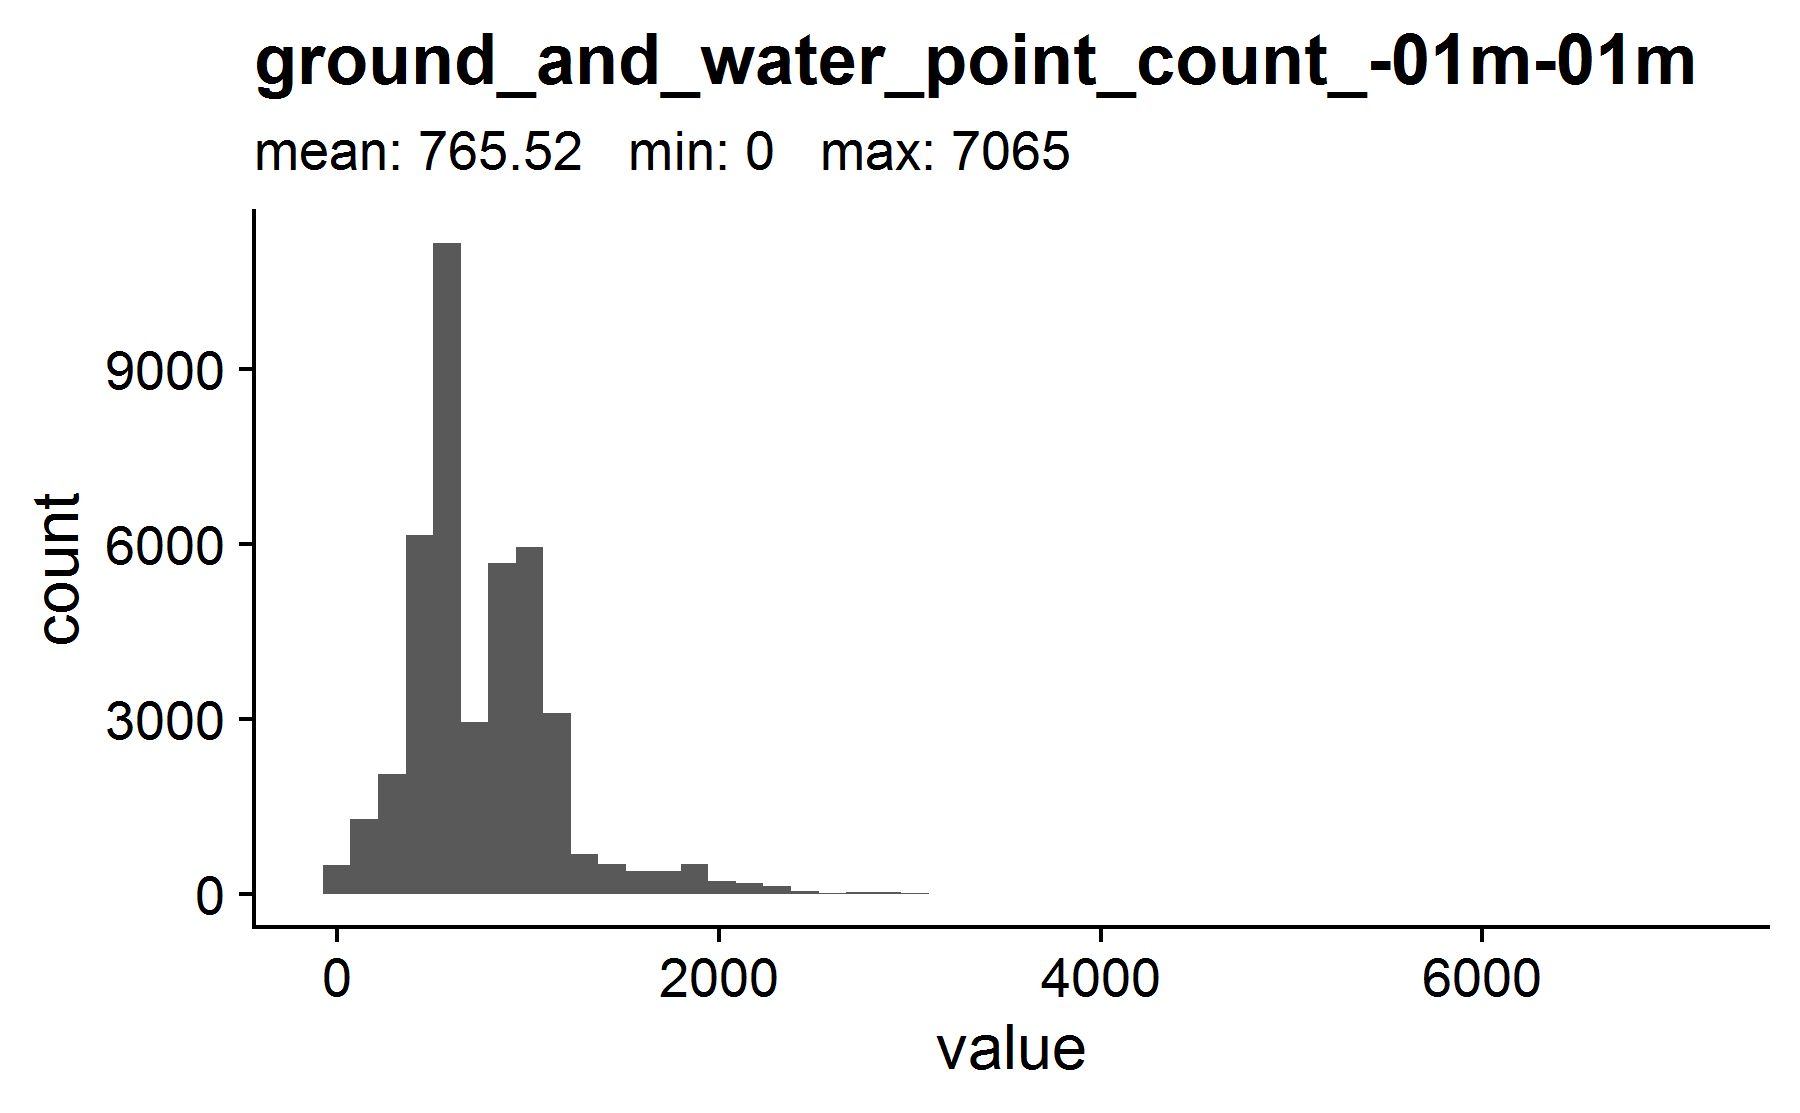 ground_and_water_point_count_-01m-01m
mean: 765.52   min: 0   max: 7065
count
9000
6000
3000
0
0 2000 4000 6000
value